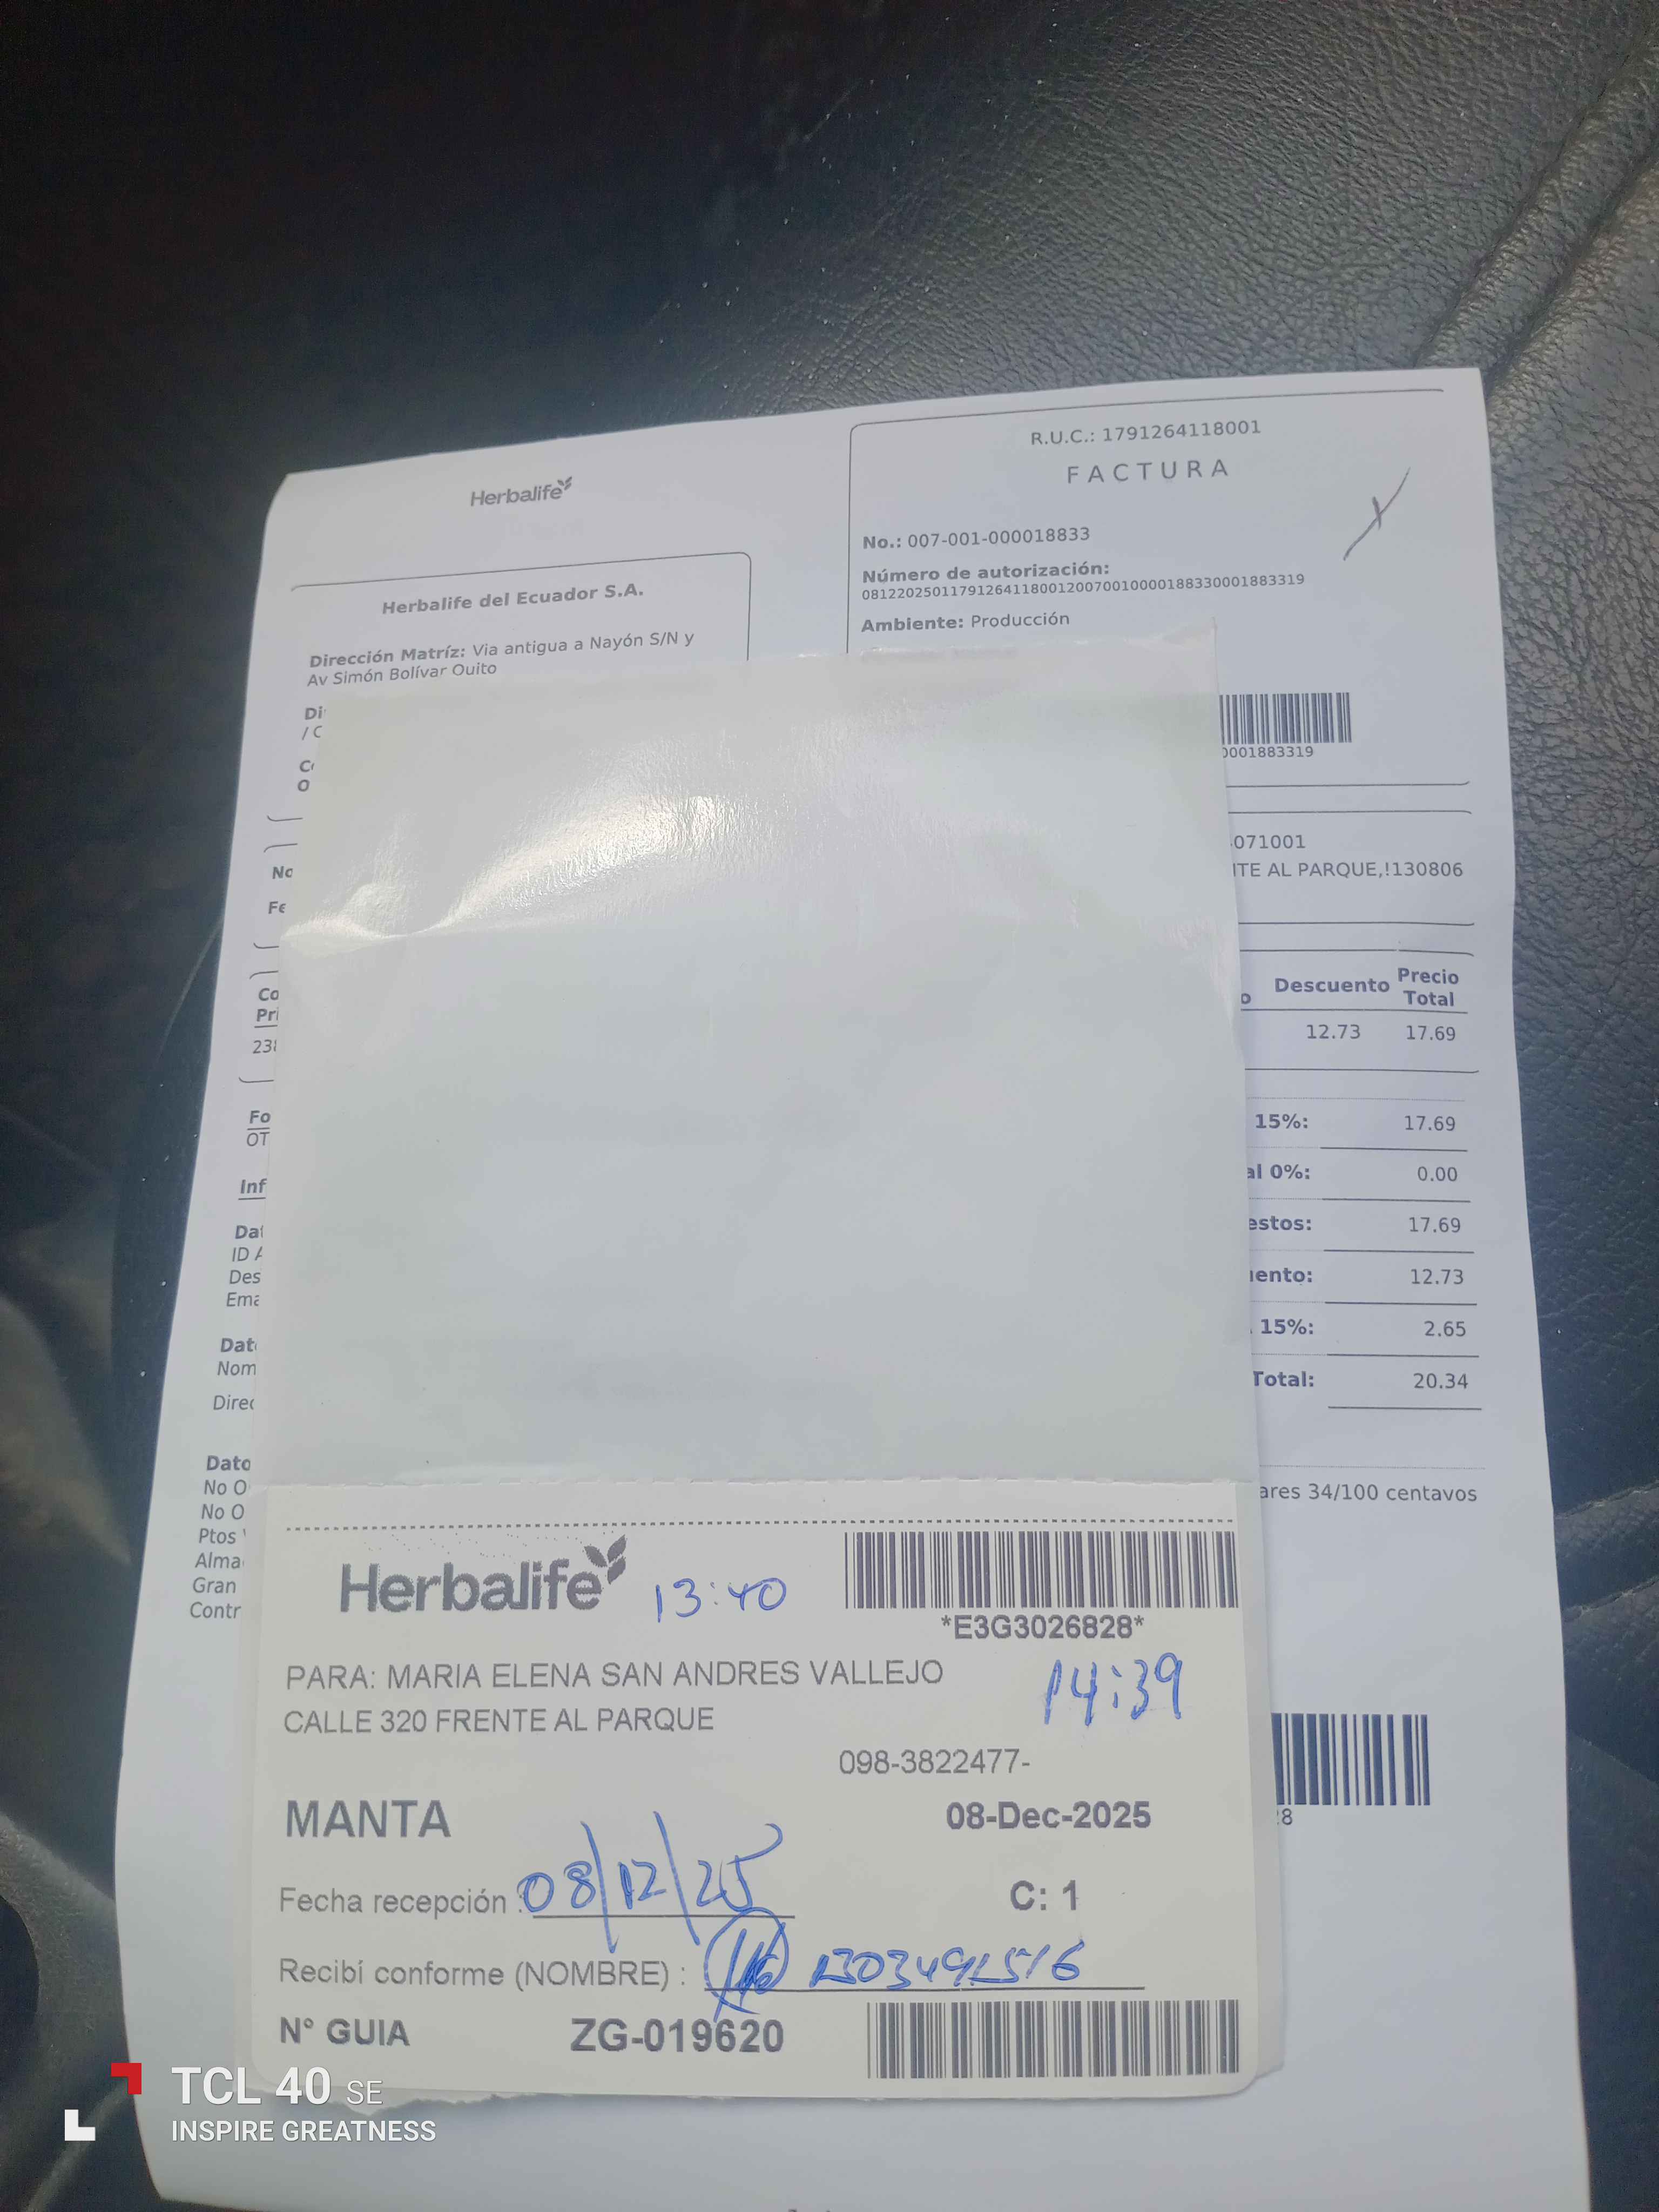 Herbalife
R.U.C.: 1791264118001
FACTURA
No.: 007-001-000018833
Número de autorización:
0812202501179126411800120070010000188330001883319
Ambiente: Producción
Herbalife del Ecuador S.A.
Dirección Matríz: Via antigua a Nayón S/N y
Av Simón Bolívar Quito
0001883319
071001
AL PARQUE,!130806
Descuento Precio
Total
12.73 17.69
15%: 17.69
0%: 0.00
17.69
12.73
15%: 2.65
Total: 20.34
34/100 centavos
Herbalife 13:40
*E3G3026828*
PARA: MARIA ELENA SAN ANDRES VALLEJO
14:39
CALLE 320 FRENTE AL PARQUE
098-3822477-
MANTA 08-Dec-2025
Fecha recepción : 08/12/25
C: 1
Recibí conforme (NOMBRE) :
N° GUIA ZG-019620
TCL 40 SE
INSPIRE GREATNESS